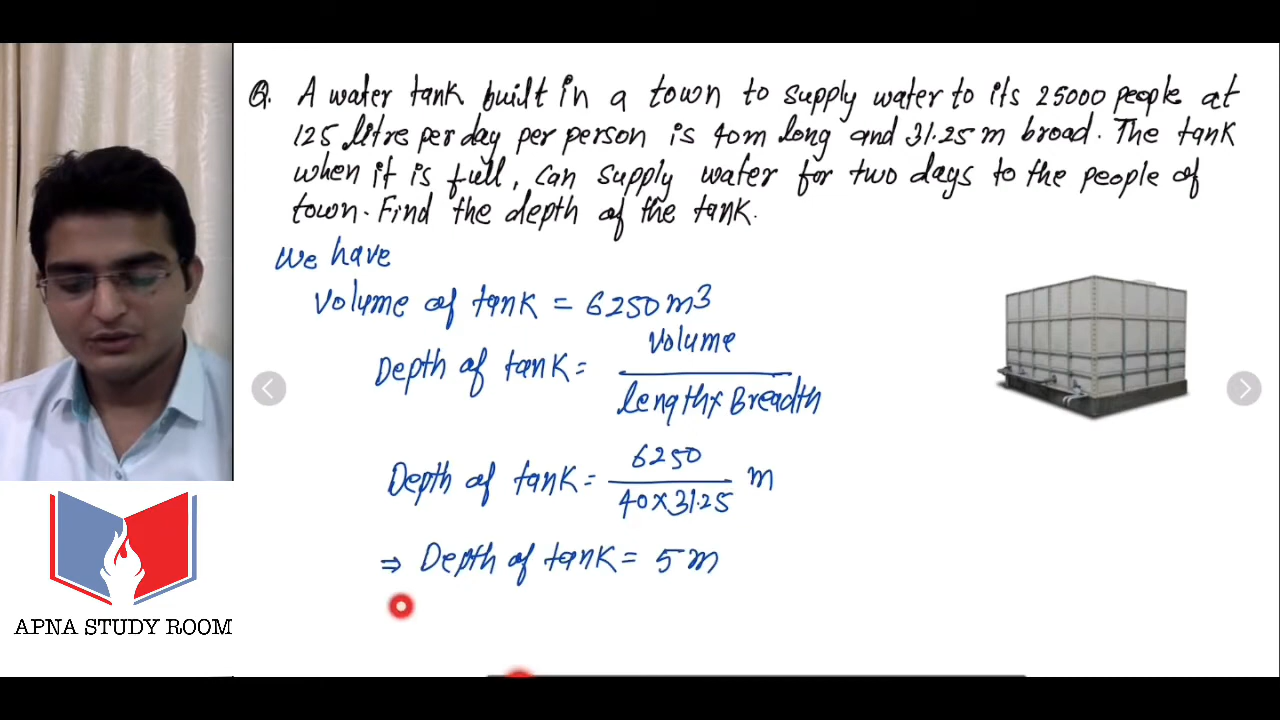 Q. A water tank built in a town to supply water to its 25000 people at
125 litre per day per person is 40m long and 31.25 m broad. The tank
when it is full, can supply water for two days to the people of
town. Find the depth of the tank.
We have
Volume of tank = 6250 m³
Depth of tank = Volume / length × Breadth
Depth of tank = 6250 / 40 × 31.25 m
⇒ Depth of tank = 5 m
APNA STUDY ROOM